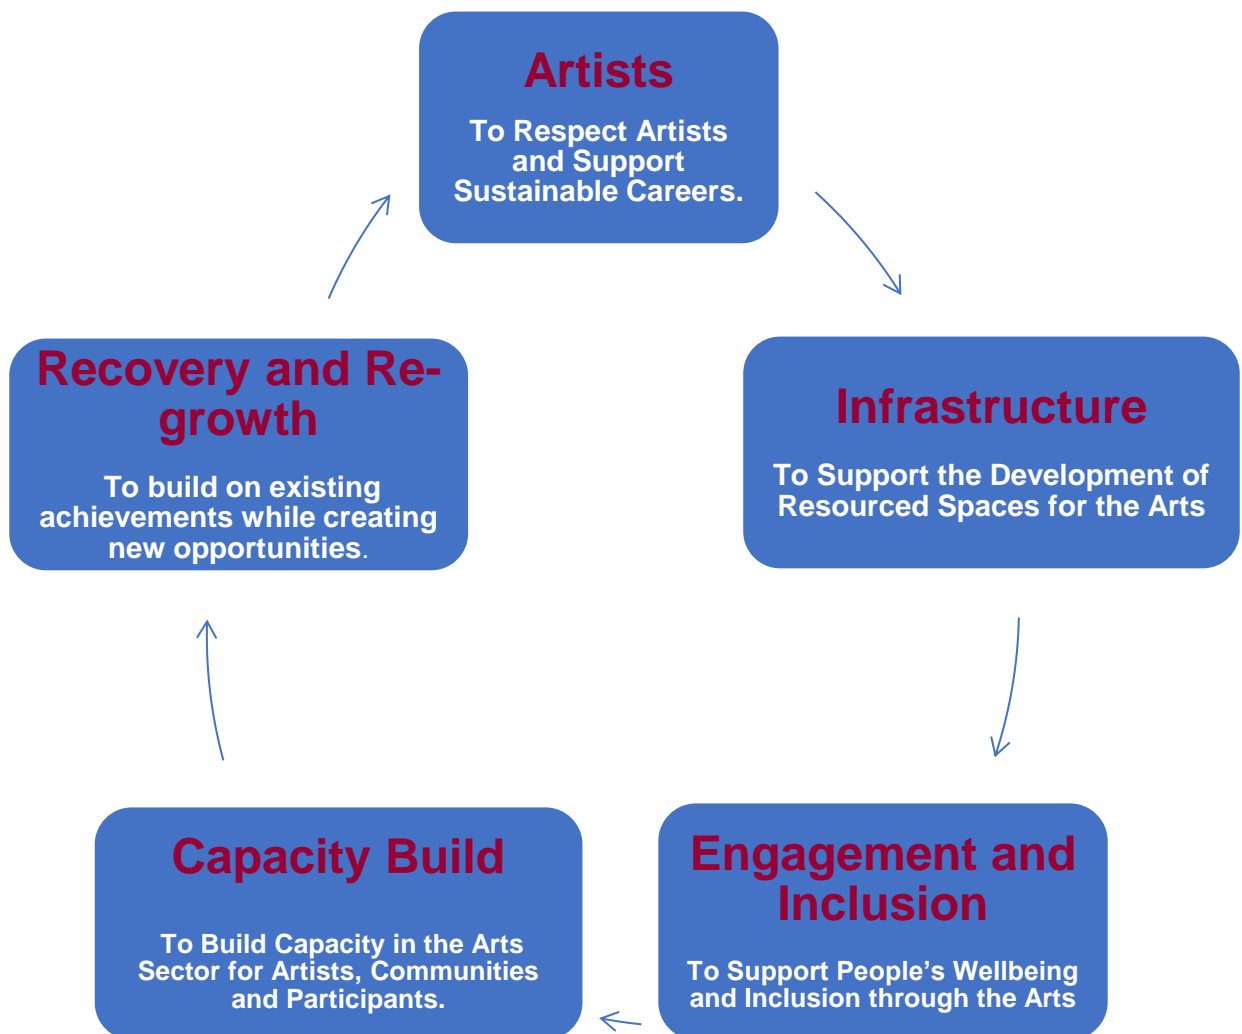 Artists
To Respect Artists
and Support
Sustainable Careers.
Infrastructure
To Support the Development of
Resourced Spaces for the Arts
Engagement and
Inclusion
To Support People’s Wellbeing
and Inclusion through the Arts
Capacity Build
To Build Capacity in the Arts
Sector for Artists, Communities
and Participants.
Recovery and Re-
growth
To build on existing
achievements while creating
new opportunities.